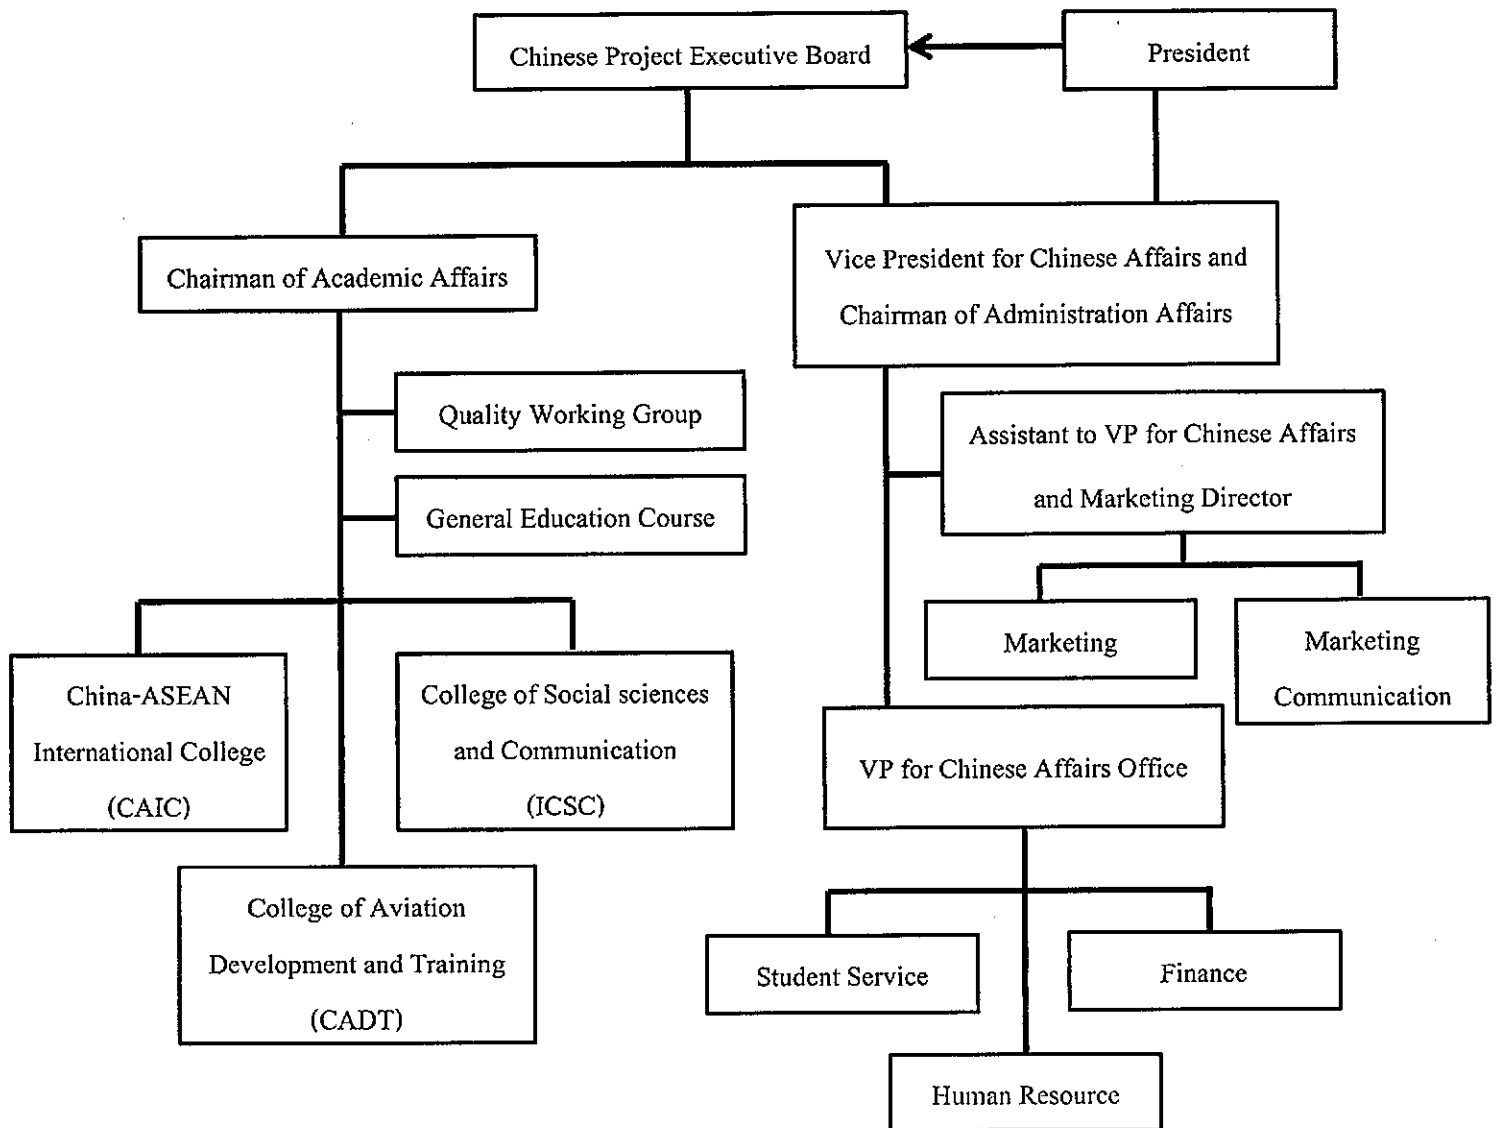 Chinese Project Executive Board
President
Chairman of Academic Affairs
Vice President for Chinese Affairs and
Chairman of Administration Affairs
Quality Working Group
General Education Course
Assistant to VP for Chinese Affairs
and Marketing Director
Marketing
Marketing
Communication
China-ASEAN
International College
(CAIC)
College of Social sciences
and Communication
(ICSC)
VP for Chinese Affairs Office
College of Aviation
Development and Training
(CADT)
Student Service
Finance
Human Resource